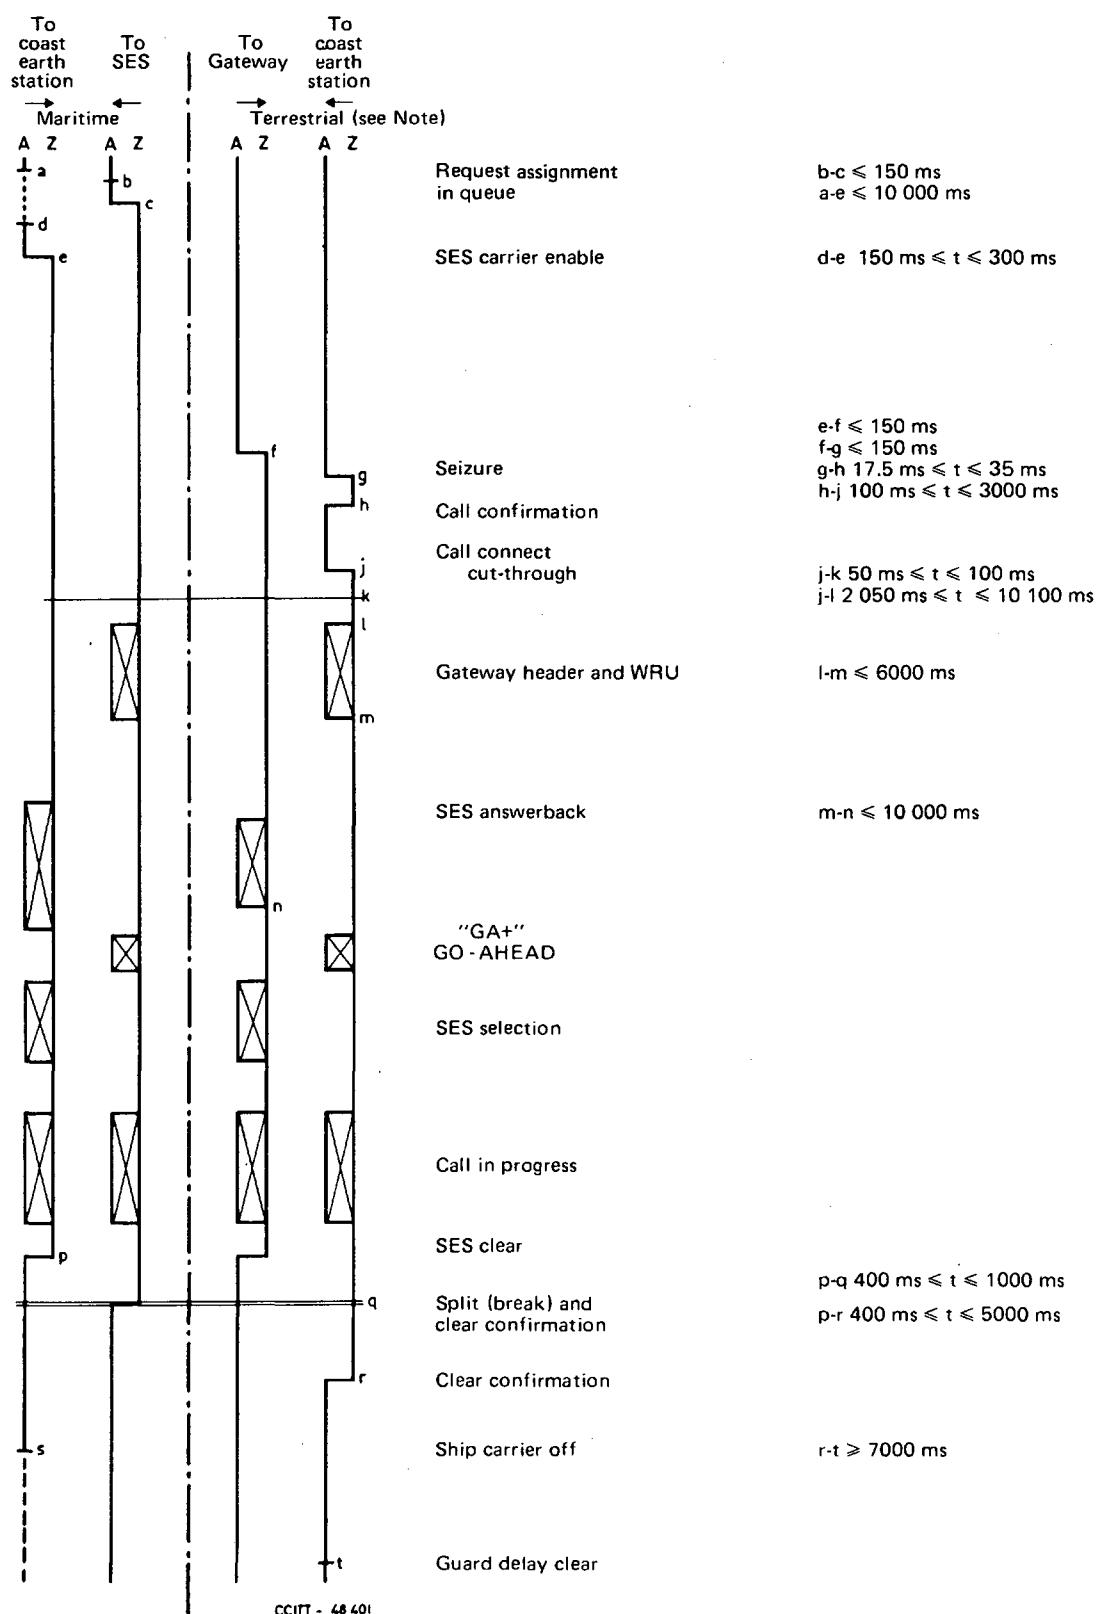 To
coast
earth
station
To
SES
To
Gateway
To
coast
earth
station
Maritime
Terrestrial (see Note)
A Z
A Z
A Z
A Z
a
b
c
d
e
Request assignment
in queue
b-c ⩽ 150 ms
a-e ⩽ 10 000 ms
SES carrier enable
d-e 150 ms ⩽ t ⩽ 300 ms
e-f ⩽ 150 ms
f-g ⩽ 150 ms
g-h 17.5 ms ⩽ t ⩽ 35 ms
h-j 100 ms ⩽ t ⩽ 3000 ms
f
g
h
Seizure
Call confirmation
Call connect
cut-through
j
k
j-k 50 ms ⩽ t ⩽ 100 ms
j-l 2 050 ms ⩽ t ⩽ 10 100 ms
l
Gateway header and WRU
l-m ⩽ 6000 ms
m
SES answerback
m-n ⩽ 10 000 ms
n
"GA+"
GO-AHEAD
SES selection
Call in progress
SES clear
p
p-q 400 ms ⩽ t ⩽ 1000 ms
q
Split (break) and
clear confirmation
p-r 400 ms ⩽ t ⩽ 5000 ms
r
Clear confirmation
s
Ship carrier off
r-t ⩾ 7000 ms
t
Guard delay clear
CCITT - 48 401